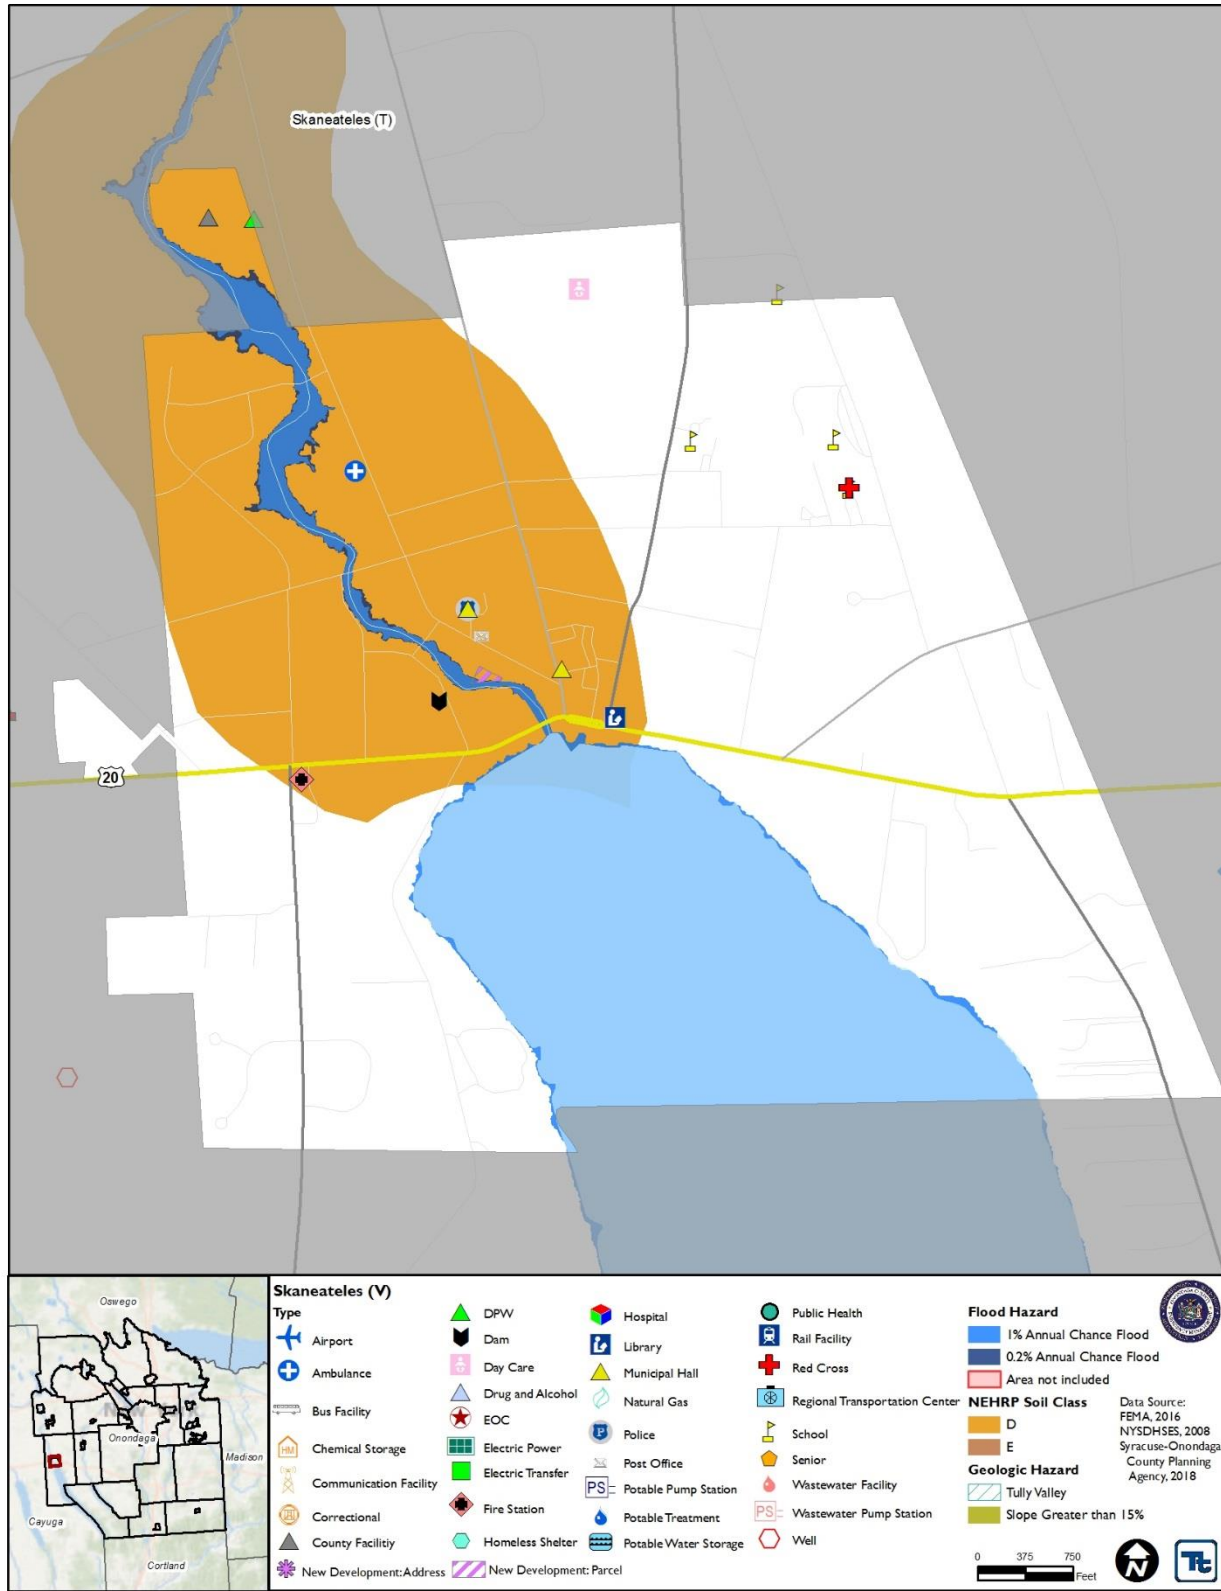 Skaneateles (T)
20
Oswego
NEW
Onondaga
Madison
Cayuga
Cortland
Skaneateles (V)
Type
Airport
Ambulance
Bus Facility
HM
Chemical Storage
Communication Facility
Correctional
County Facilitiy
New Development: Address
DPW
Dam
Day Care
Drug and Alcohol
EOC
Electric Power
Electric Transfer
Fire Station
Homeless Shelter
New Development: Parcel
Hospital
Library
Municipal Hall
Natural Gas
P
Police
Post Office
PS
Potable Pump Station
Potable Treatment
Potable Water Storage
Public Health
Rail Facility
Red Cross
Regional Transportation Center
School
Senior
Wastewater Facility
PS
Wastewater Pump Station
Well
Flood Hazard
1% Annual Chance Flood
0.2% Annual Chance Flood
Area not included
NEHRP Soil Class
D
E
Geologic Hazard
Tully Valley
Slope Greater than 15%
Data Source:
FEMA, 2016
NYSDHSES, 2008
Syracuse-Onondaga
County Planning
Agency, 2018
0 375 750
Feet
N
Tt